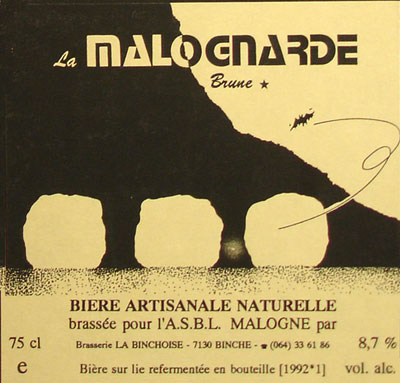 La MALOGNARDE
Brune ★
BIERE ARTISANALE NATURELLE
brassée pour l'A.S.B.L. MALOGNE par
75 cl Brasserie LA BINCHOISE - 7130 BINCHE - ☎ (064) 33 61 86 8,7 %
e Bière sur lie refermentée en bouteille [1992*1] vol. alc.